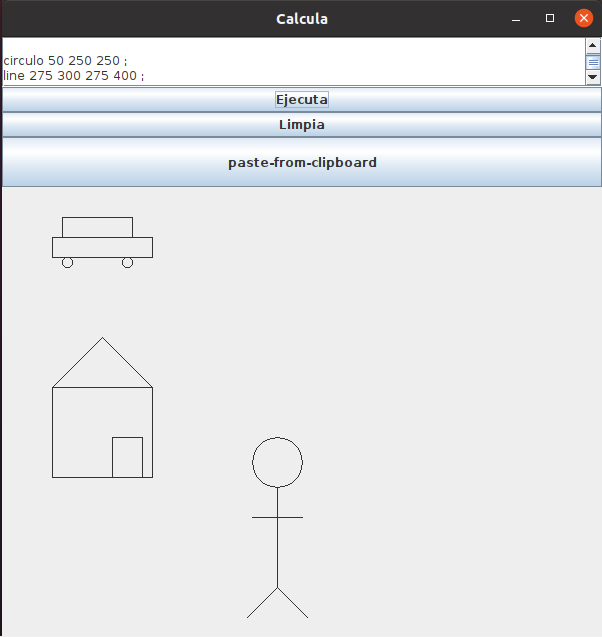 Calcula
circulo 50 250 250 ;
line 275 300 275 400 ;
Ejecuta
Limpia
paste-from-clipboard